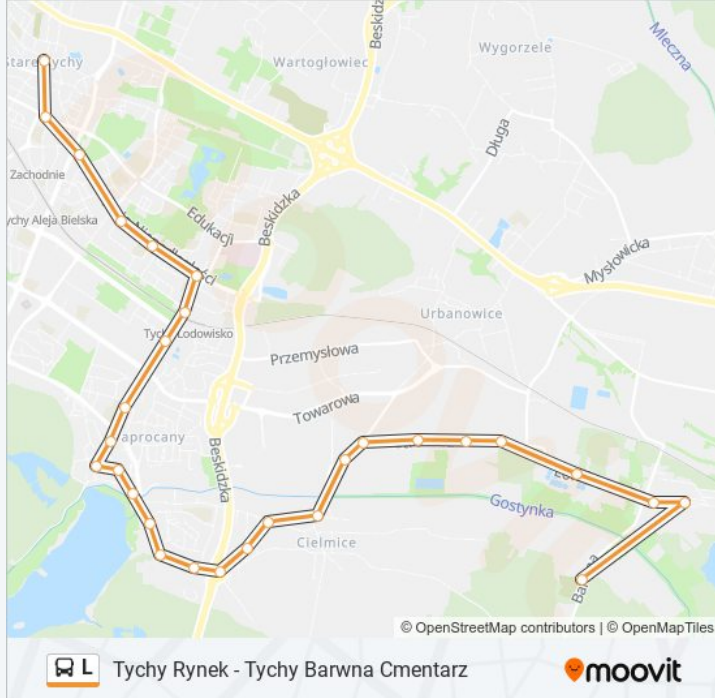 Beskidzka
Mleczna
Wygorzele
Wartogłowiec
Stare Tychy
Długa
Zachodnie
Edukacji
Tychy Aleja Bielska
Beskidzka
Mysłowicka
Urbanowice
Tychy Lodowisko
Przemysłowa
Towarowa
Paprocany
Beskidzka
Gostynka
Cielmice
© OpenStreetMap contributors | © OpenMapTiles
L Tychy Rynek - Tychy Barwna Cmentarz
moovit